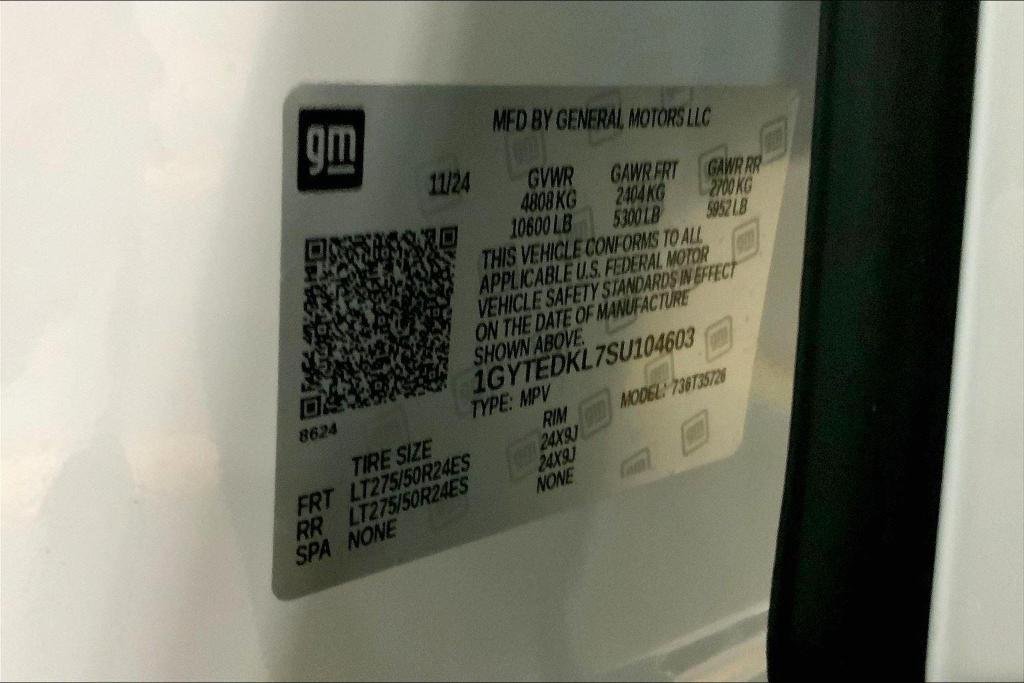 gm
MFD BY GENERAL MOTORS LLC
11/24 GVWR GAWR FRT GAWR RR
4808 KG 2404 KG 2700 KG
10600 LB 5300 LB 5952 LB
THIS VEHICLE CONFORMS TO ALL
APPLICABLE U.S. FEDERAL MOTOR
VEHICLE SAFETY STANDARDS IN EFFECT
ON THE DATE OF MANUFACTURE
SHOWN ABOVE.
1GYTEDKL7SU104603
TYPE: MPV MODEL: 736T35726
8624
TIRE SIZE RIM
FRT LT275/50R24ES 24X9J
RR LT275/50R24ES 24X9J
SPA NONE NONE